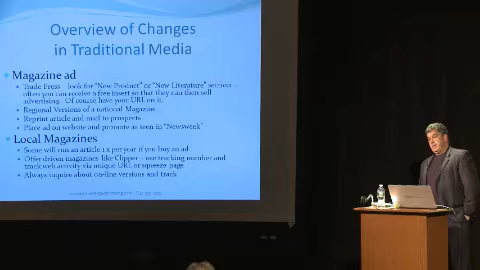 Overview of Changes
in Traditional Media
Magazine ad
Trade Press – look for "New Product" or "New Literature" section –
often you can receive a free insert so that they can then sell
advertising. Of course have your URL on it.
Regional Versions of a national Magazine
Reprint article and mail to prospects
Place ad on website and promote as seen in "Newsweek"
Local Magazines
Some will run an article 1 x per year if you buy an ad
Offer driven magazines like Clipper – use tracking number and
track web activity via unique URL or squeeze page.
Always inquire about on-line versions and track